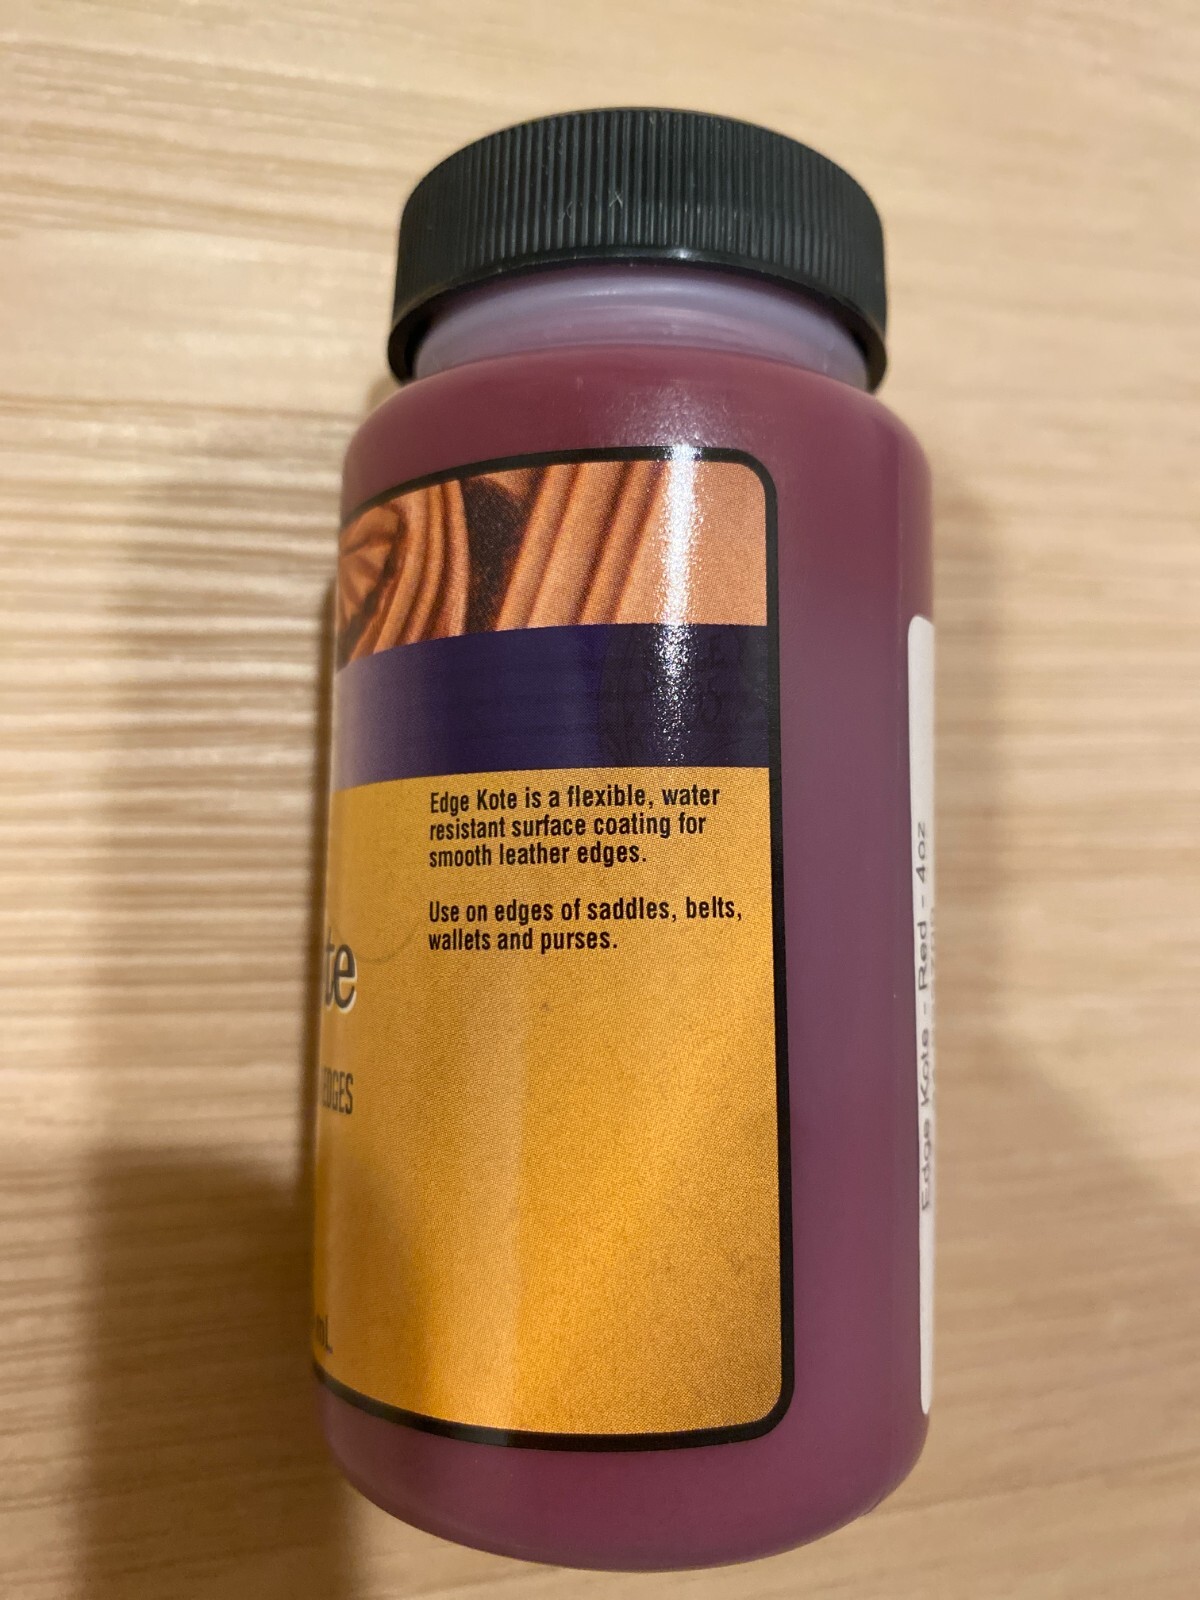 Edge Kote is a flexible, water
resistant surface coating for
smooth leather edges.
Use on edges of saddles, belts,
wallets and purses.
te
EDGES
mL
Edge Kote - Red - 4oz